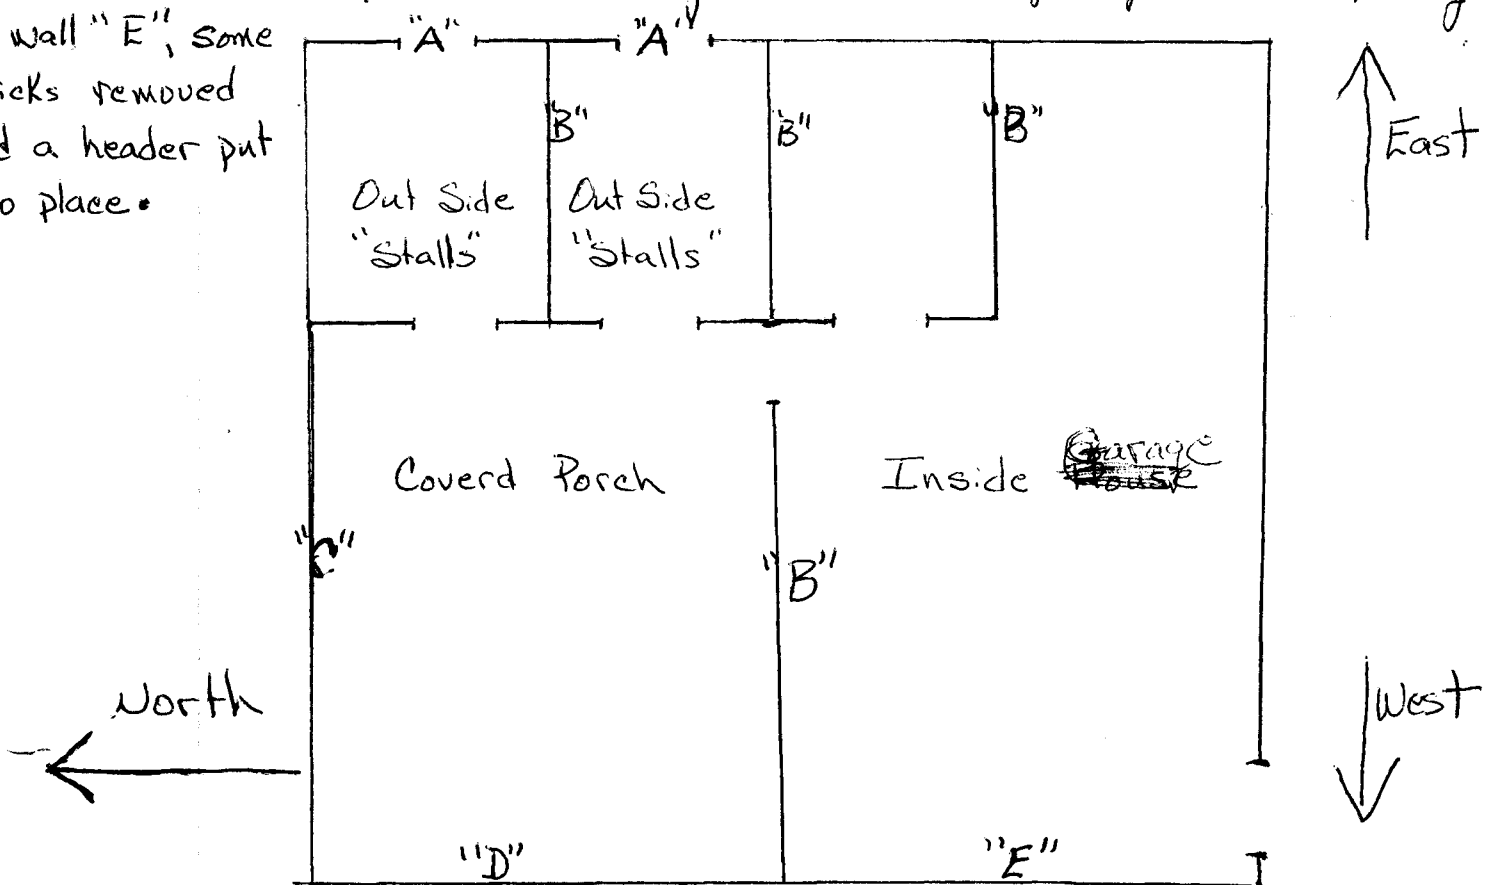 wall "E", some
removed
a header put
place.
"A" "A"
"B" "B" "B"
East
Out Side Out Side
"Stalls" "Stalls"
Coverd Porch
Inside Garage
House
"C"
"B"
North
West
"D" "E"